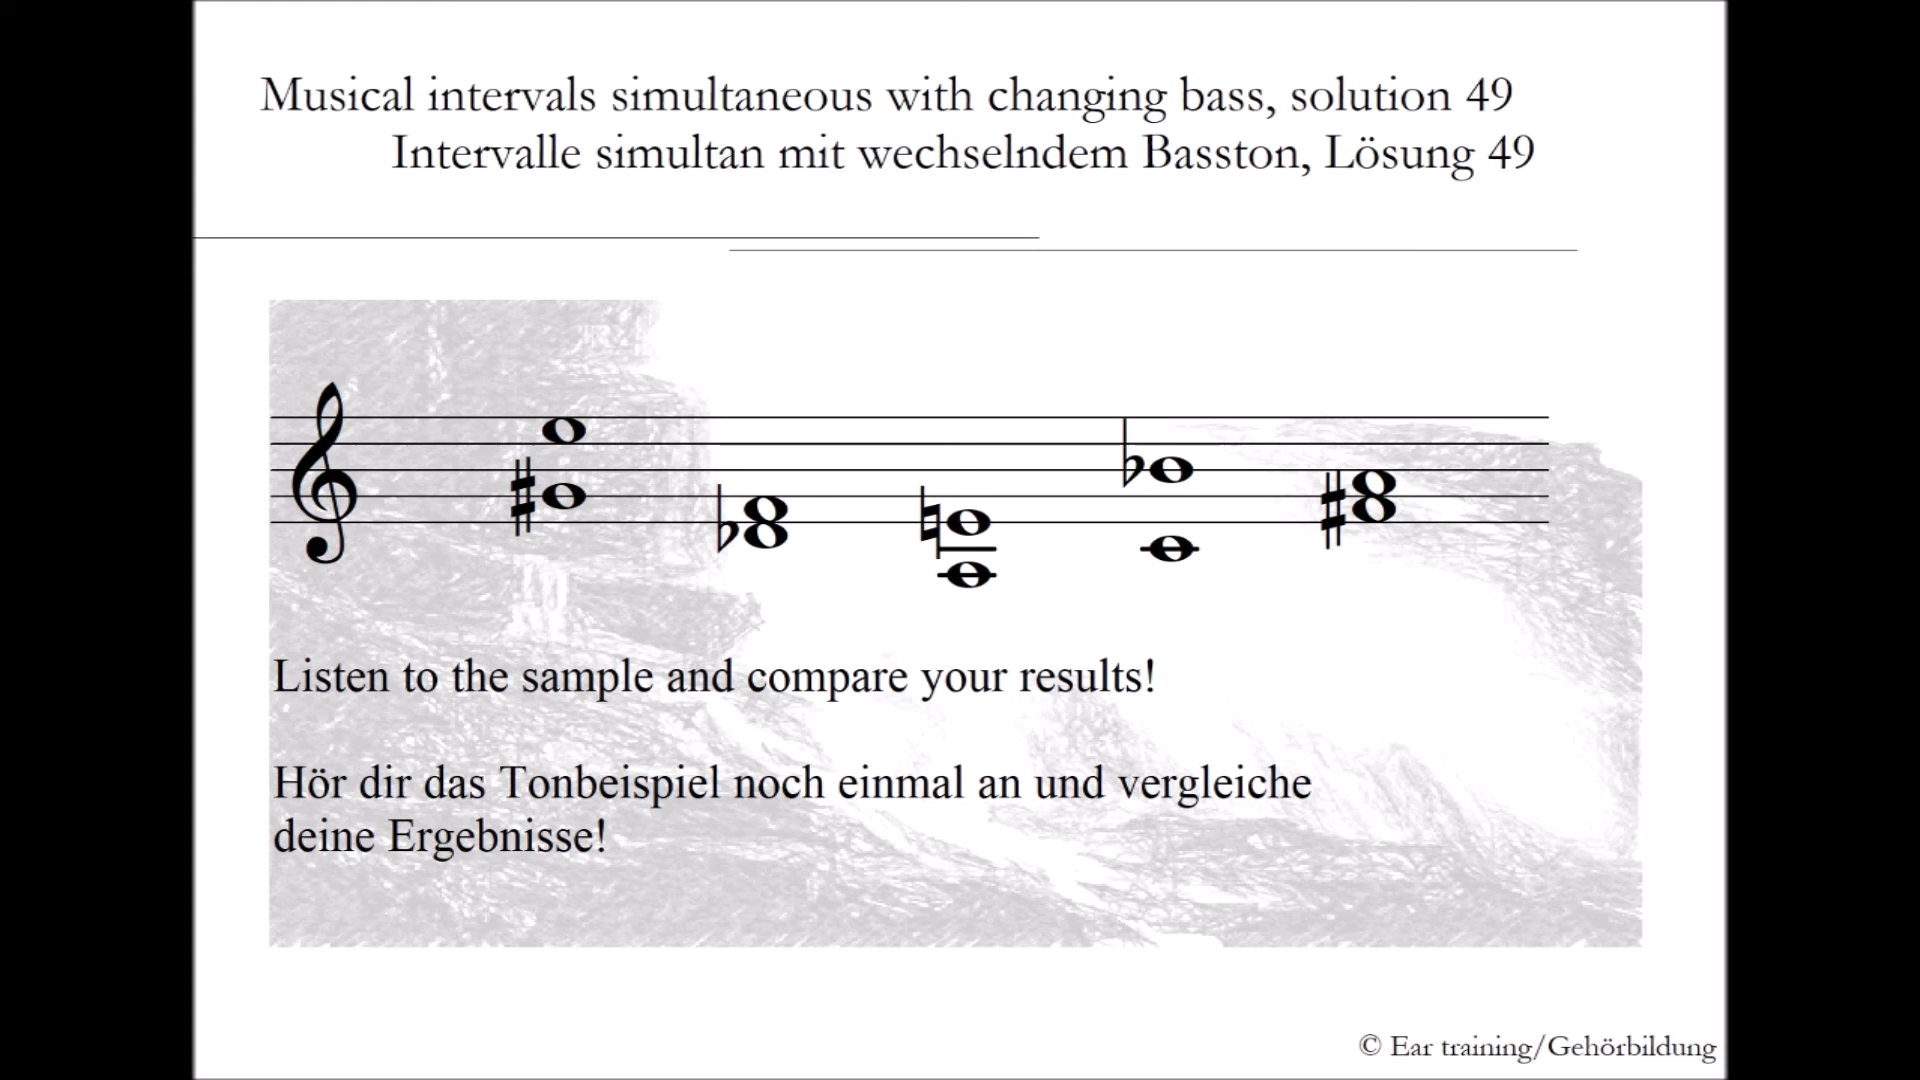 Musical intervals simultaneous with changing bass, solution 49
Intervalle simultan mit wechselndem Basston, Lösung 49
Listen to the sample and compare your results!
Hör dir das Tonbeispiel noch einmal an und vergleiche
deine Ergebnisse!
© Ear training/Gehörbildung